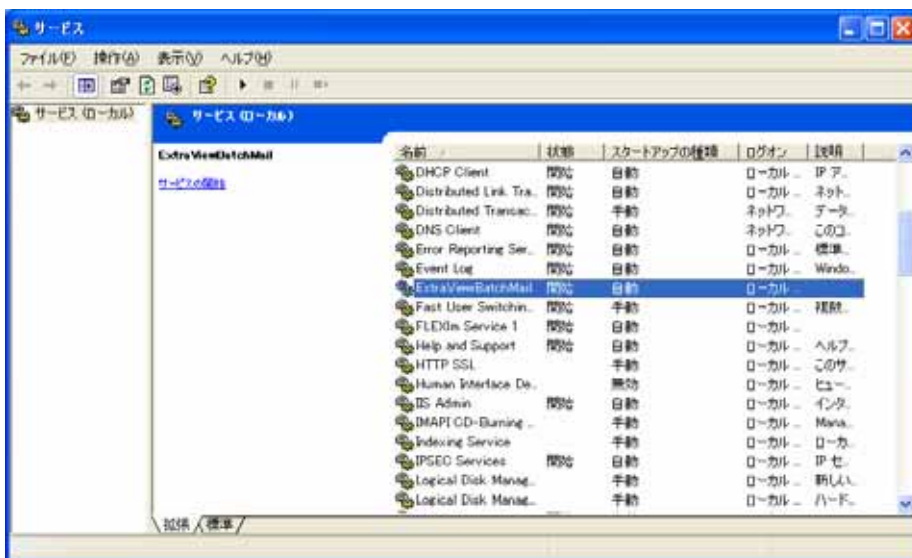 サービス
ファイル(F) 操作(A) 表示(V) ヘルプ(H)
サービス (ローカル)
サービス (ローカル)
ExtraViewBatchMail
サービスの開始
名前 状態 スタートアップの種類 ログオン 説明
DHCP Client 開始 自動 ローカル ... IP ア...
Distributed Link Tra... 開始 自動 ローカル ... ネット...
Distributed Transac... 開始 手動 ネットワ... データ...
DNS Client 開始 自動 ネットワ... このコ...
Error Reporting Ser... 開始 自動 ローカル ... 標準...
Event Log 開始 自動 ローカル ... Windo...
ExtraViewBatchMail 開始 自動 ローカル ...
Fast User Switchin... 開始 手動 ローカル ... 複数...
FLEXlm Service 1 開始 自動 ローカル ...
Help and Support 開始 自動 ローカル ... ヘルプ...
HTTP SSL 手動 ローカル ... このサ...
Human Interface De... 無効 ローカル ... ヒュー...
IIS Admin 開始 自動 ローカル ... インタ...
IMAPI CD-Burning ... 手動 ローカル ... Mana...
Indexing Service 手動 ローカル ... ローカ...
IPSEC Services 開始 自動 ローカル ... IP セ...
Logical Disk Manag... 手動 ローカル ... 新しい...
Logical Disk Manag... 手動 ローカル ... ハード...
拡張 標準